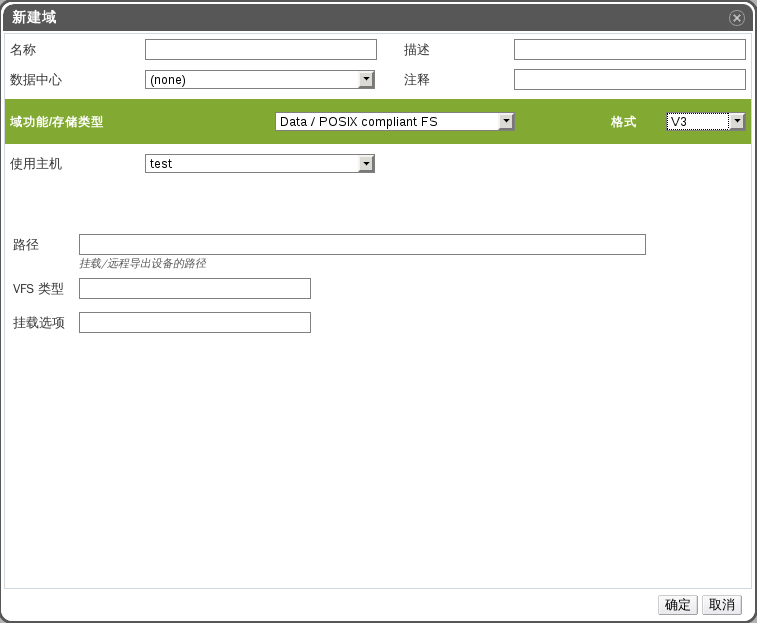 新建域
名称 描述
数据中心 (none) 注释
域功能/存储类型 Data / POSIX compliant FS 格式 V3
使用主机 test
路径
挂载/远程导出设备的路径
VFS 类型
挂载选项
确定 取消